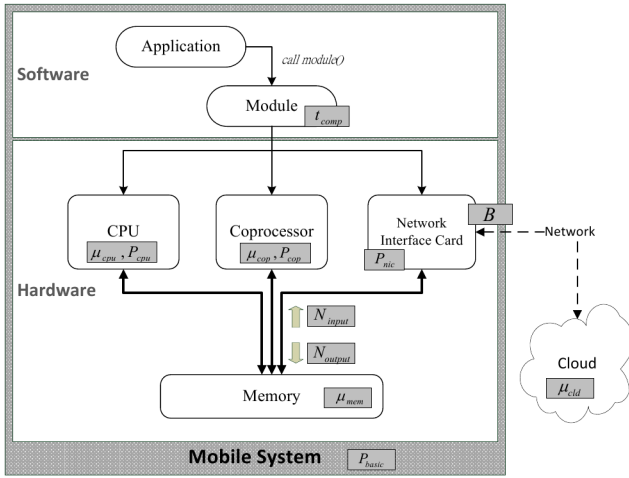 Application
call module()
Software
Module
t_comp
CPU
μ_cpu , P_cpu
Coprocessor
μ_cop , P_cop
Network
Interface Card
P_nic
B
Network
Hardware
N_input
N_output
Memory
μ_mem
Cloud
μ_cld
Mobile System
P_basic